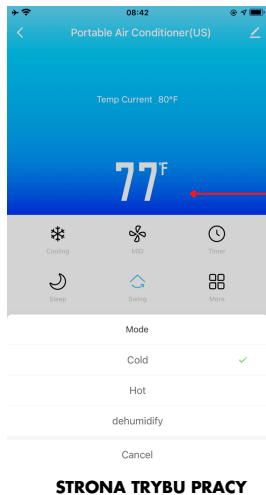 08:42
Portable Air Conditioner(US)
Temp Current 80°F
77°F
Cooling MID Timer
Sleep Swing More
Mode
Cold
Hot
dehumidify
Cancel
STRONA TRYBU PRACY